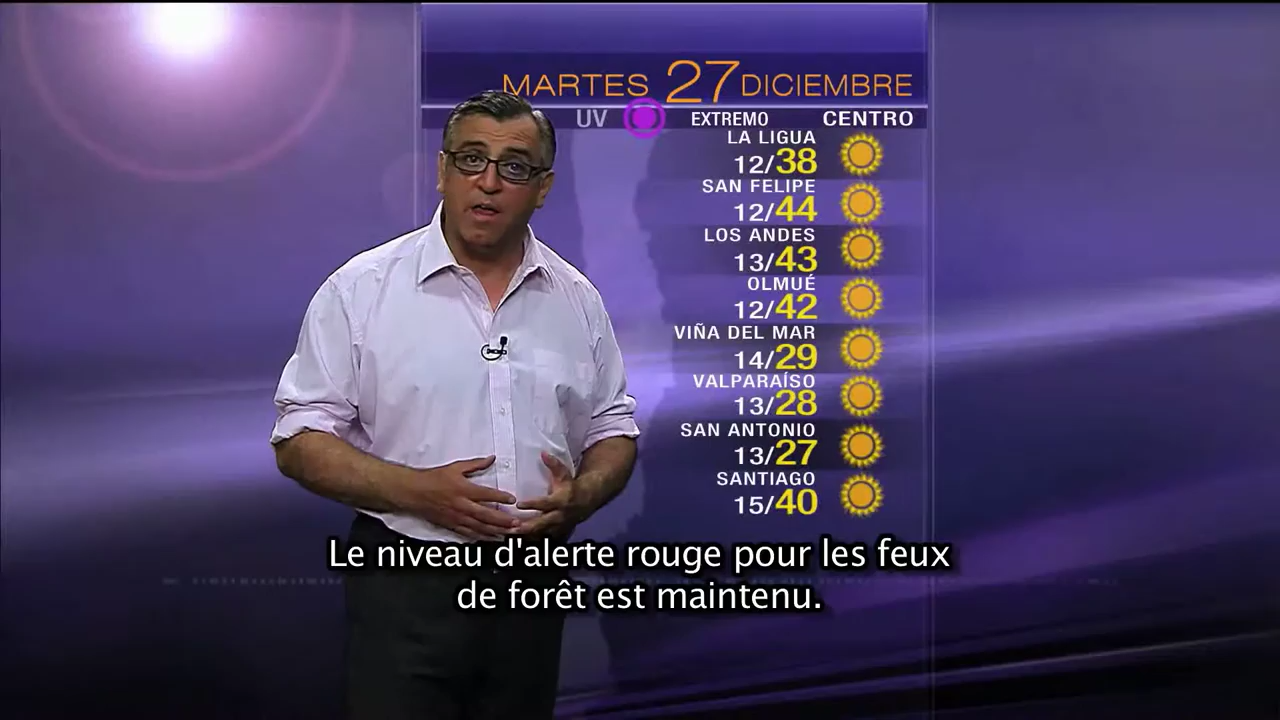 MARTES 27 DICIEMBRE
UV EXTREMO CENTRO
LA LIGUA
12/38
SAN FELIPE
12/44
LOS ANDES
13/43
OLMUÉ
12/42
VIÑA DEL MAR
14/29
VALPARAÍSO
13/28
SAN ANTONIO
13/27
SANTIAGO
15/40
Le niveau d'alerte rouge pour les feux
de forêt est maintenu.